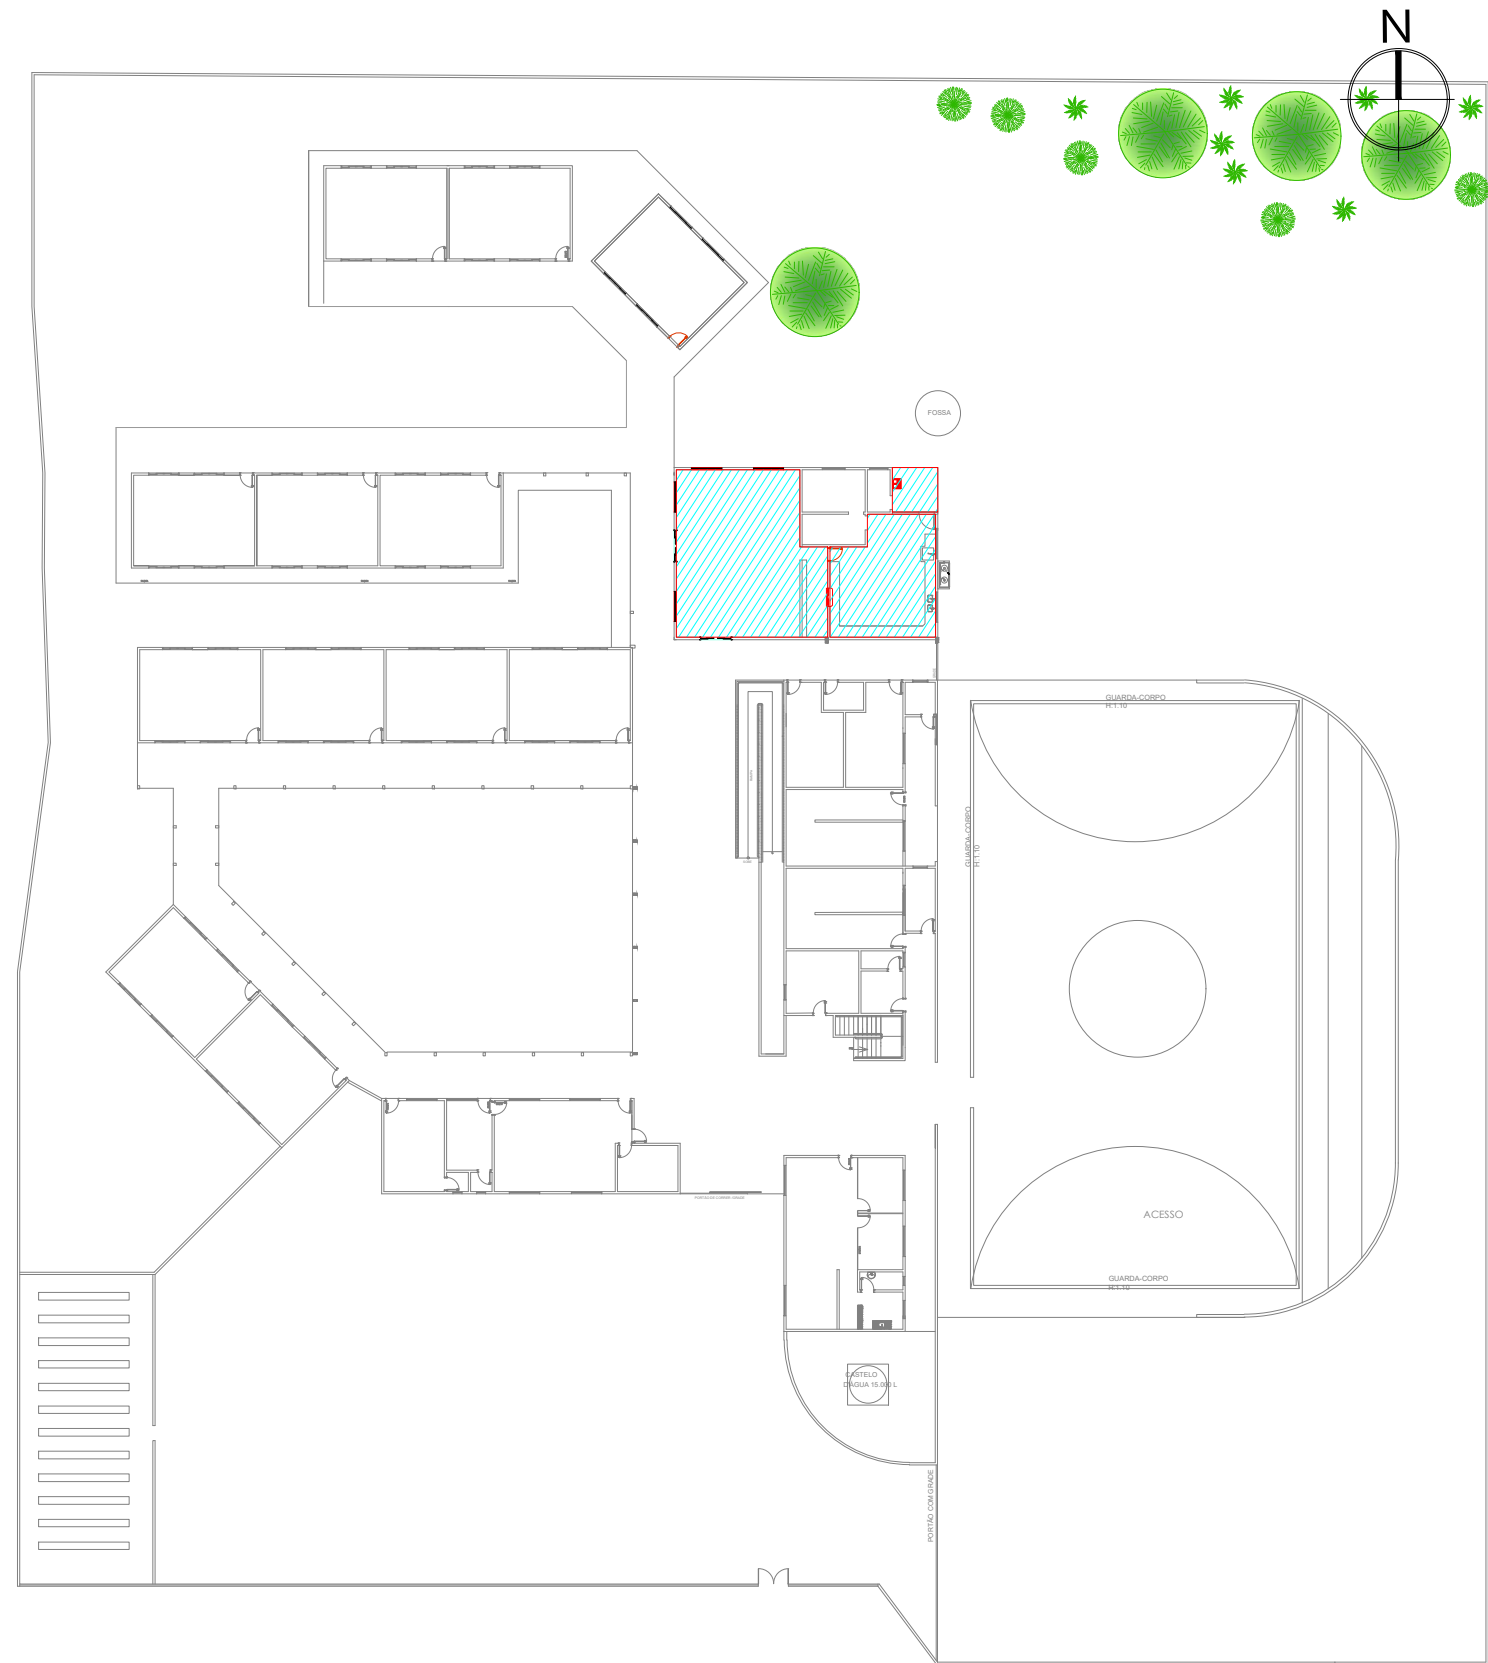 N
FOSSA
GUARDA-CORPO
H:1.10
GUARDA-CORPO
H:1.10
ACESSO
GUARDA-CORPO
H:1.10
CASTELO
D'AGUA 15.000 L
PORTÃO COM GRADE